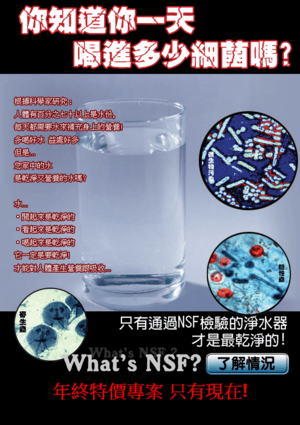 你知道你一天
喝進多少細菌嗎?
根據科學家研究:
人體有百分之七十以上是水份,
每天都需要水來補充身上的營養!
多喝好水 益處好多
但是...
您家中的水
是乾淨又營養的水嗎?
水...
•聞起來是乾淨的
•看起來是乾淨的
•喝起來是乾淨的
它一定是要乾淨!
才能對人體產生營養跟吸收...
寄生蟲
只有通過NSF檢驗的淨水器
才是最乾淨的!
What's NSF?
What's NSF?
了解情況
年終特價專案 只有現在!